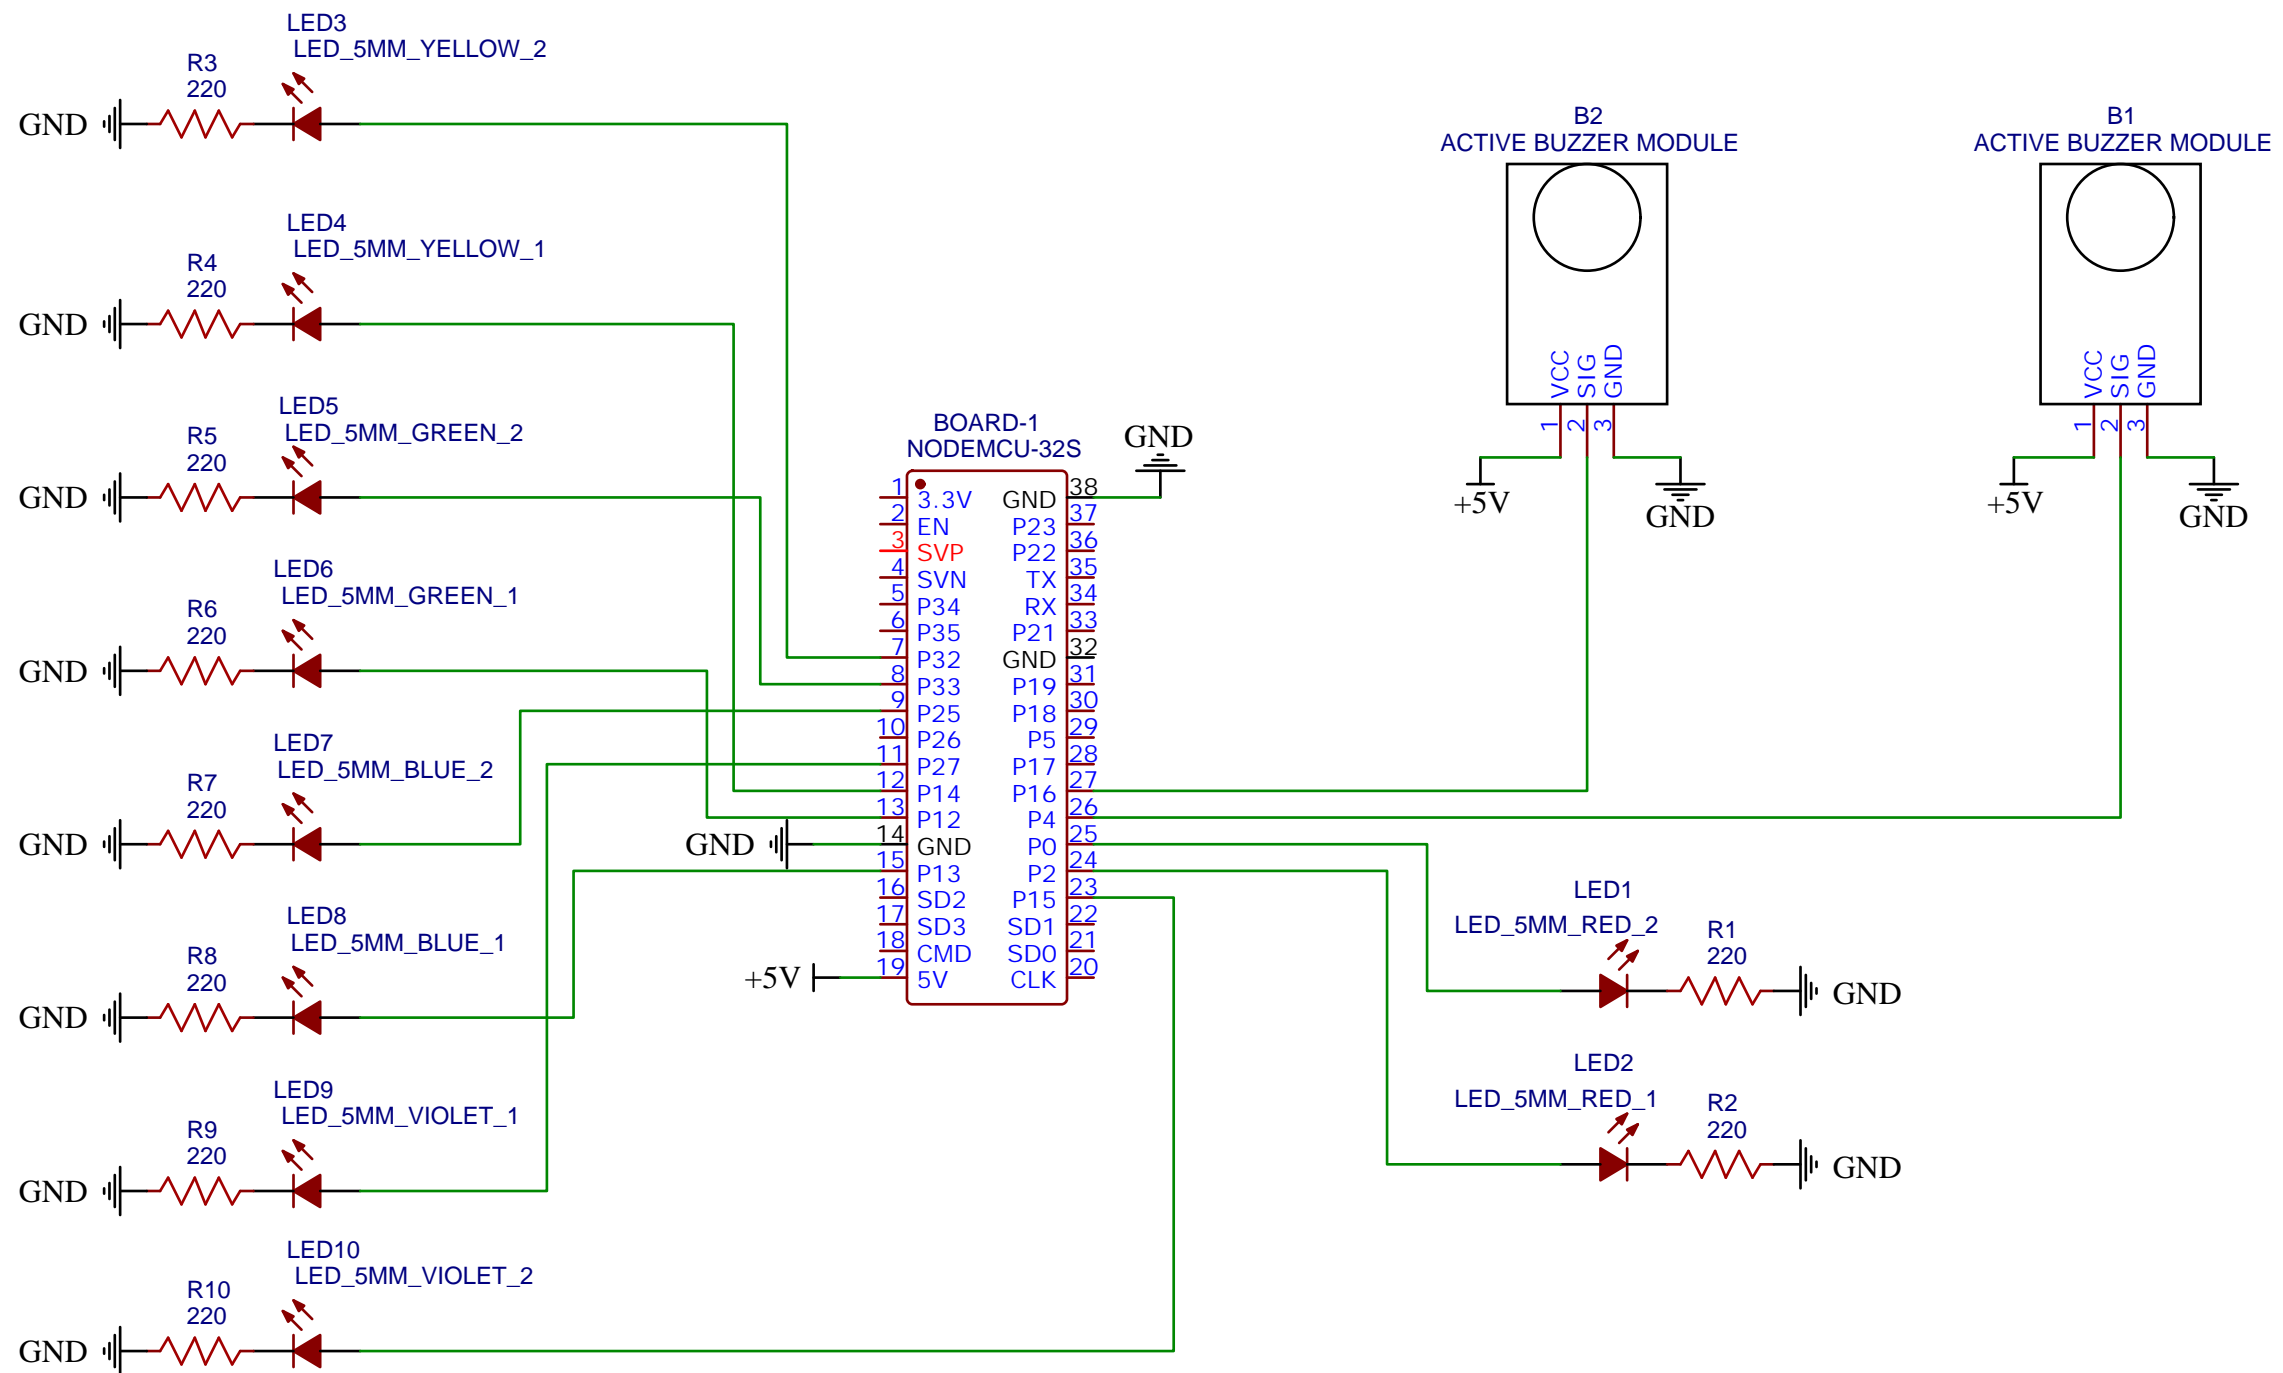 LED3
LED_5MM_YELLOW_2
R3
220
GND
LED4
LED_5MM_YELLOW_1
R4
220
GND
LED5
LED_5MM_GREEN_2
R5
220
GND
LED6
LED_5MM_GREEN_1
R6
220
GND
LED7
LED_5MM_BLUE_2
R7
220
GND
LED8
LED_5MM_BLUE_1
R8
220
GND
LED9
LED_5MM_VIOLET_1
R9
220
GND
LED10
LED_5MM_VIOLET_2
R10
220
GND
BOARD-1
NODEMCU-32S
1 3.3V
2 EN
3 SVP
4 SVN
5 P34
6 P35
7 P32
8 P33
9 P25
10 P26
11 P27
12 P14
13 P12
14 GND
15 P13
16 SD2
17 SD3
18 CMD
19 5V
GND
+5V
GND 38
P23 37
P22 36
TX 35
RX 34
P21 33
GND 32
P19 31
P18 30
P5 29
P17 28
P16 27
P4 26
P0 25
P2 24
P15 23
SD1 22
SD0 21
CLK 20
GND
B2
ACTIVE BUZZER MODULE
VCC
SIG
GND
1
2
3
+5V
GND
B1
ACTIVE BUZZER MODULE
VCC
SIG
GND
1
2
3
+5V
GND
LED1
LED_5MM_RED_2
R1
220
GND
LED2
LED_5MM_RED_1
R2
220
GND